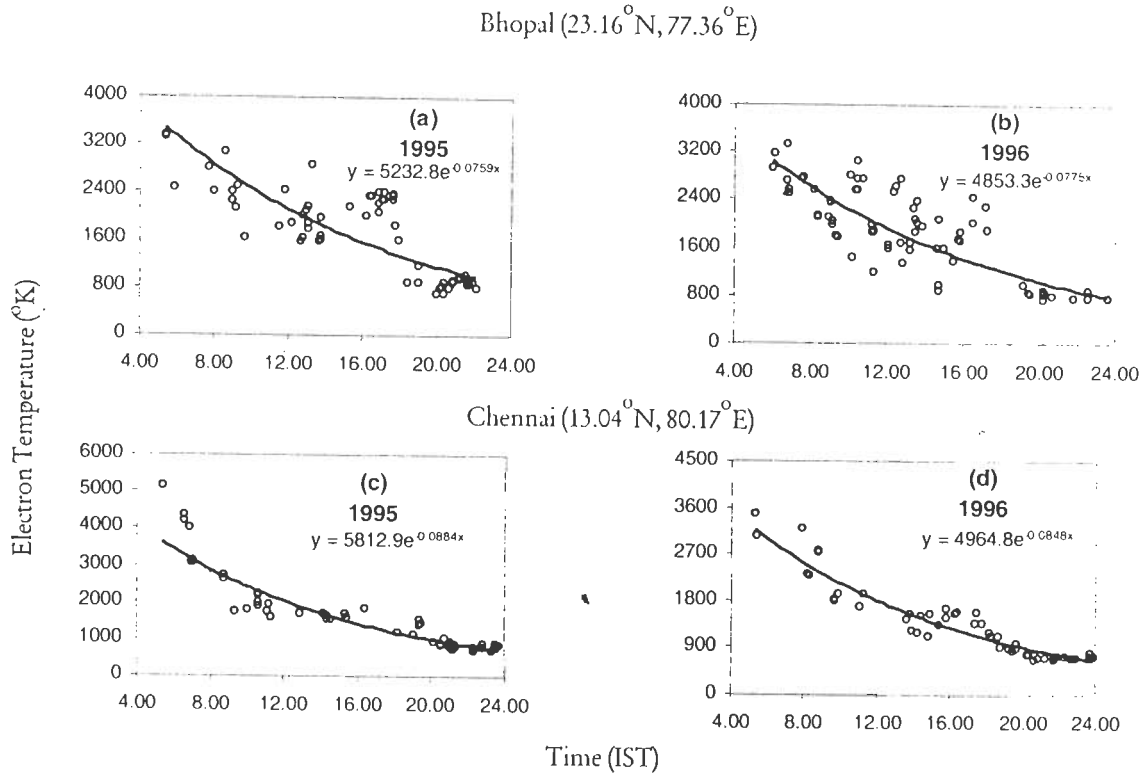 Bhopal (23.16°N, 77.36°E)
Electron Temperature (°K)
4000
3200
2400
1600
800
0
(a)
1995
y = 5232.8e^-0.0759x
4.00 8.00 12.00 16.00 20.00 24.00
4000
3200
2400
1600
800
0
(b)
1996
y = 4853.3e^-0.0775x
4.00 8.00 12.00 16 00 20.00 24.00
Chennai (13.04°N, 80.17°E)
6000
5000
4000
3000
2000
1000
0
(c)
1995
y = 5812.9e^-0.0884x
4.00 8.00 12.00 16.00 20.00 24.00
4500
3600
2700
1800
900
0
(d)
1996
y = 4964.8e^-0.0848x
4.00 8.00 12.00 16.00 20.00 24.00
Time (IST)